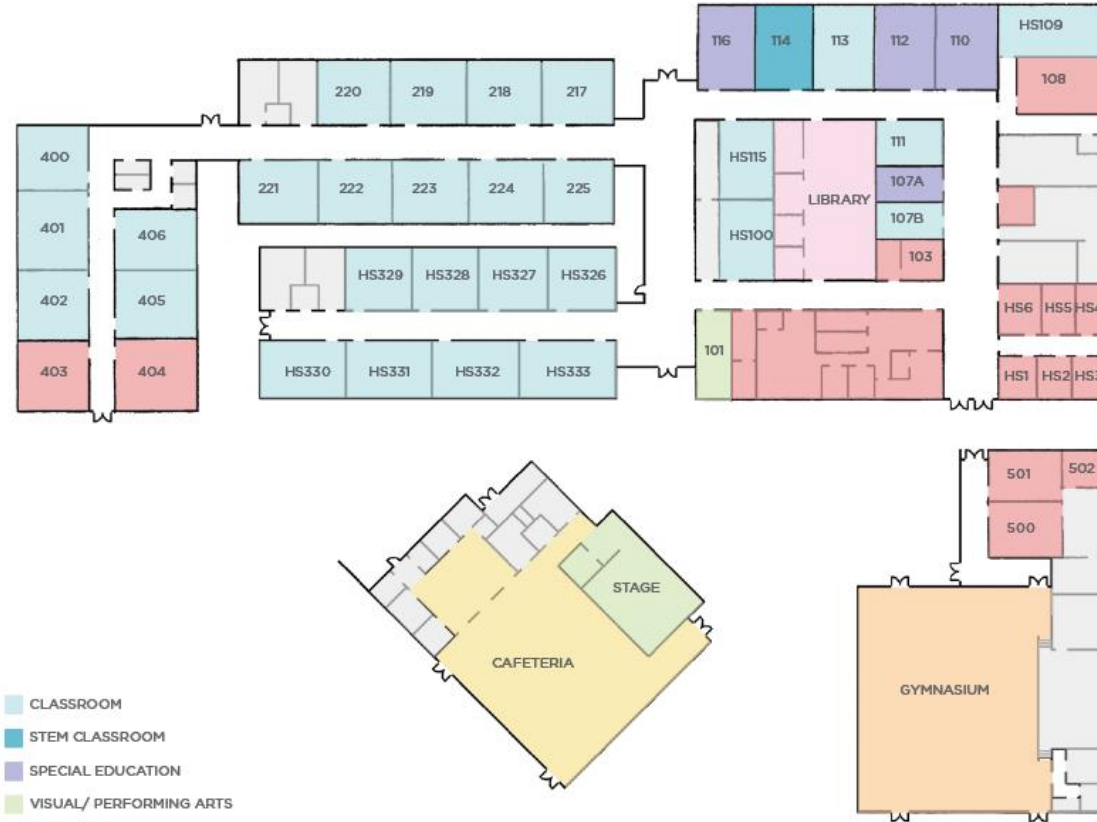 116 114 113 112 110 HS109
108
220 219 218 217
400
401
402
403
406
405
404
221 222 223 224 225
HS115
HS100
LIBRARY
111
107A
107B
103
HS329 HS328 HS327 HS326
HS330 HS331 HS332 HS333
101
HS6 HS5 HS4
HS1 HS2 HS3
501 502
500
STAGE
CAFETERIA
GYMNASIUM
CLASSROOM
STEM CLASSROOM
SPECIAL EDUCATION
VISUAL/ PERFORMING ARTS